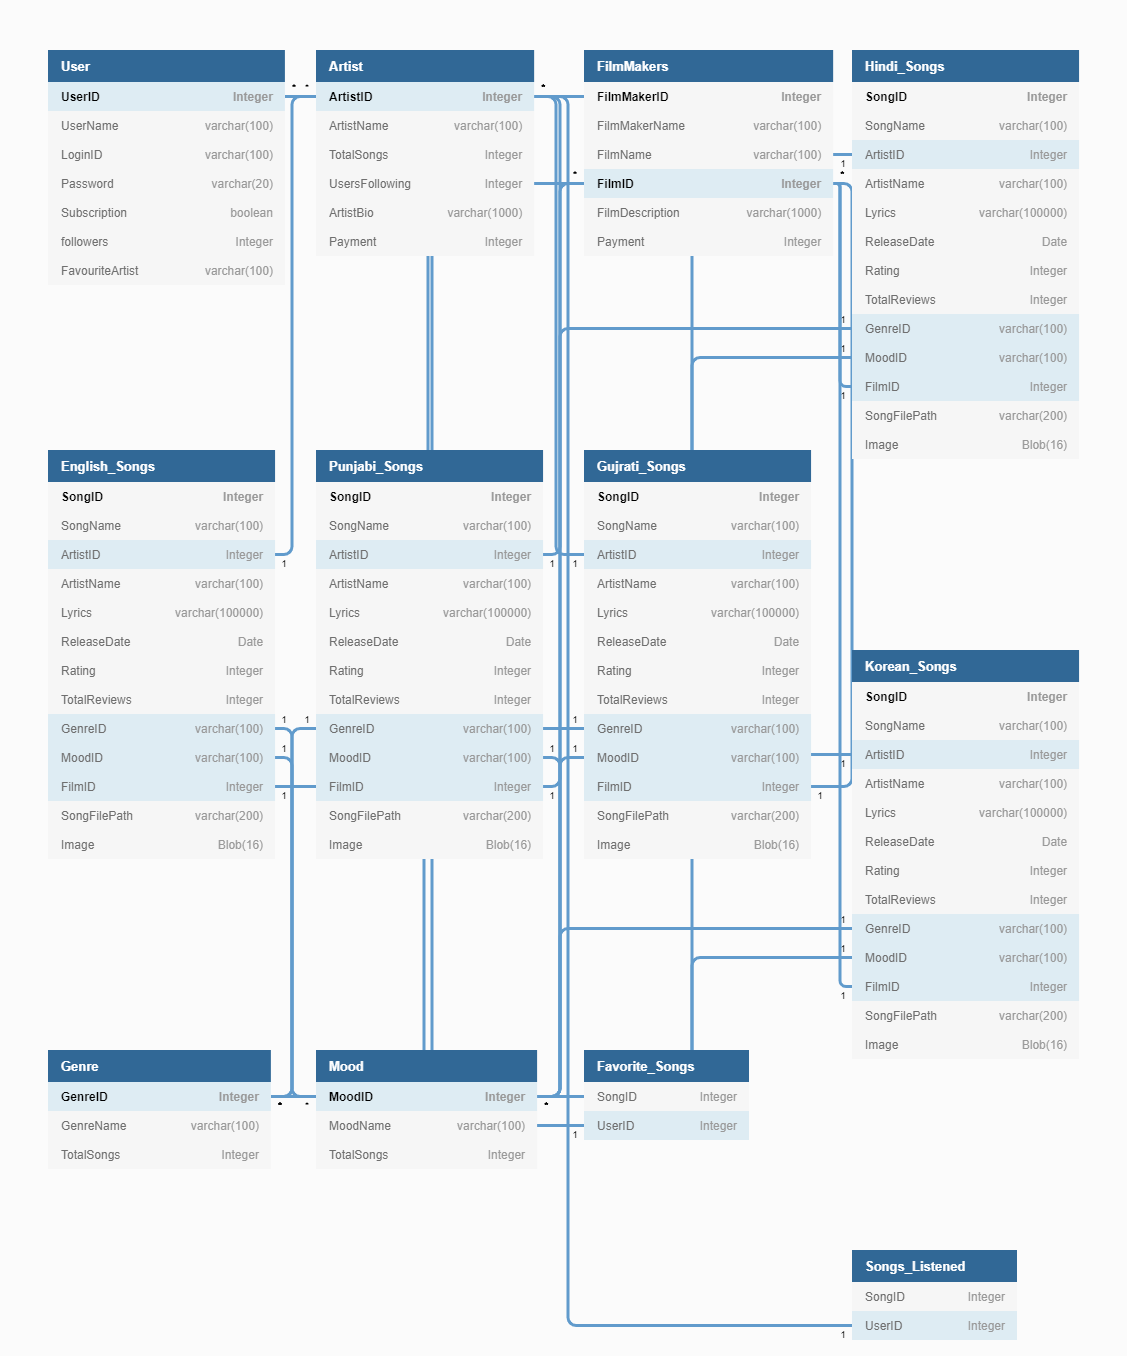 User
UserID Integer
UserName varchar(100)
LoginID varchar(100)
Password varchar(20)
Subscription boolean
followers Integer
FavouriteArtist varchar(100)
* *
Artist
ArtistID Integer
ArtistName varchar(100)
TotalSongs Integer
UsersFollowing Integer
ArtistBio varchar(1000)
Payment Integer
*
*
FilmMakers
FilmMakerID Integer
FilmMakerName varchar(100)
FilmName varchar(100)
FilmID Integer
FilmDescription varchar(1000)
Payment Integer
1
*
1
1
1
Hindi_Songs
SongID Integer
SongName varchar(100)
ArtistID Integer
ArtistName varchar(100)
Lyrics varchar(100000)
ReleaseDate Date
Rating Integer
TotalReviews Integer
GenreID varchar(100)
MoodID varchar(100)
FilmID Integer
SongFilePath varchar(200)
Image Blob(16)
English_Songs
SongID Integer
SongName varchar(100)
ArtistID Integer
ArtistName varchar(100)
Lyrics varchar(100000)
ReleaseDate Date
Rating Integer
TotalReviews Integer
GenreID varchar(100)
MoodID varchar(100)
FilmID Integer
SongFilePath varchar(200)
Image Blob(16)
1
1 1
1
1
Punjabi_Songs
SongID Integer
SongName varchar(100)
ArtistID Integer
ArtistName varchar(100)
Lyrics varchar(100000)
ReleaseDate Date
Rating Integer
TotalReviews Integer
GenreID varchar(100)
MoodID varchar(100)
FilmID Integer
SongFilePath varchar(200)
Image Blob(16)
1 1
1
1 1
1
Gujrati_Songs
SongID Integer
SongName varchar(100)
ArtistID Integer
ArtistName varchar(100)
Lyrics varchar(100000)
ReleaseDate Date
Rating Integer
TotalReviews Integer
GenreID varchar(100)
MoodID varchar(100)
FilmID Integer
SongFilePath varchar(200)
Image Blob(16)
1
1
1
1
1
Korean_Songs
SongID Integer
SongName varchar(100)
ArtistID Integer
ArtistName varchar(100)
Lyrics varchar(100000)
ReleaseDate Date
Rating Integer
TotalReviews Integer
GenreID varchar(100)
MoodID varchar(100)
FilmID Integer
SongFilePath varchar(200)
Image Blob(16)
Genre
GenreID Integer
GenreName varchar(100)
TotalSongs Integer
* *
Mood
MoodID Integer
MoodName varchar(100)
TotalSongs Integer
*
1
Favorite_Songs
SongID Integer
UserID Integer
Songs_Listened
SongID Integer
UserID Integer
1